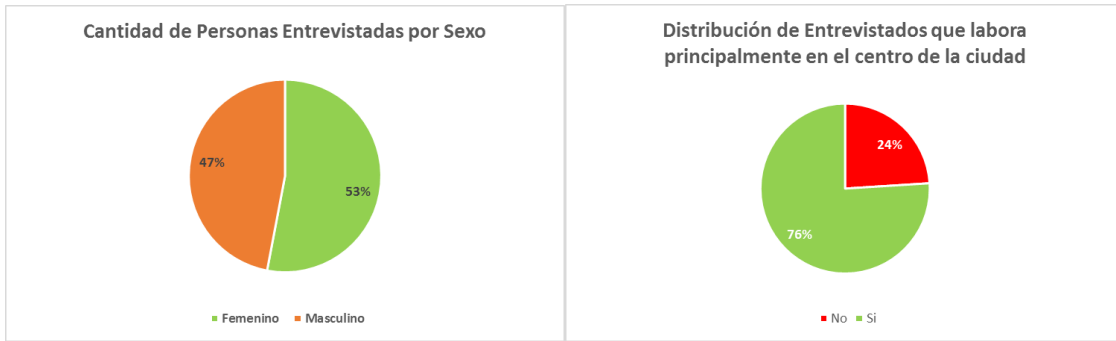 Cantidad de Personas Entrevistadas por Sexo
47%
53%
Femenino Masculino
Distribución de Entrevistados que labora
principalmente en el centro de la ciudad
24%
76%
No Si